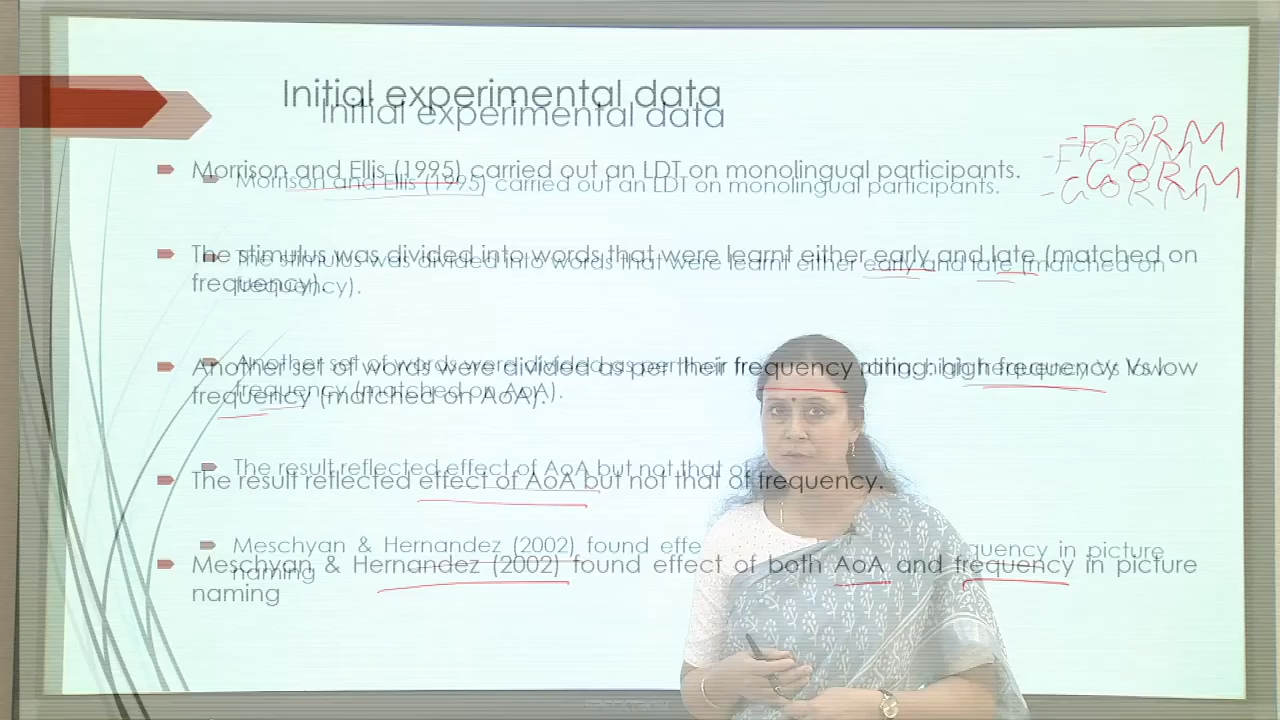 Initial experimental data
Morrison and Ellis (1995) carried out an LDT on monolingual participants.
The stimulus was divided into words that were learnt either early and late (matched on
frequency).
Another set of words were divided as per their frequency rating: high frequency Vs low
frequency (matched on AoA).
The result reflected effect of AoA but not that of frequency.
Meschyan & Hernandez (2002) found effect of both AoA and frequency in picture
naming
- FORM
- GORM